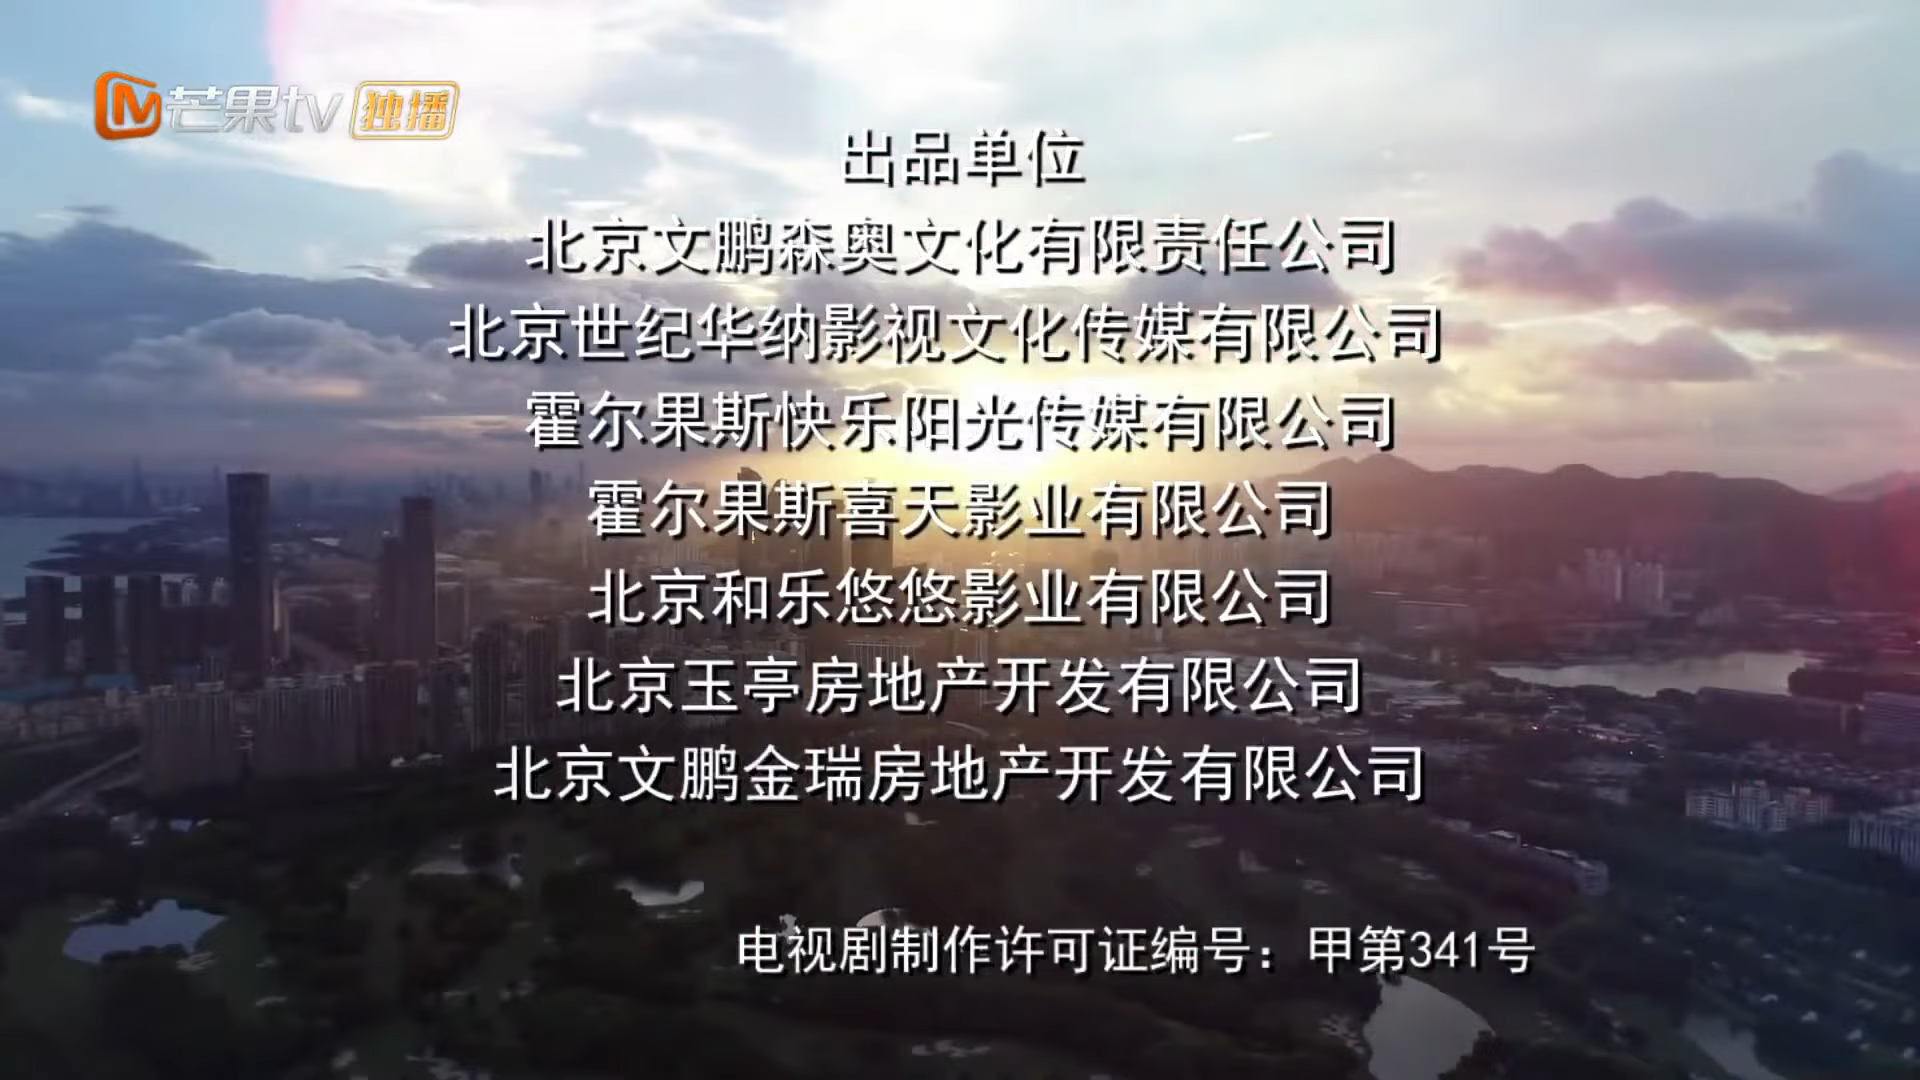 芒果tv 独播
出品单位
北京文鹏森奥文化有限责任公司
北京世纪华纳影视文化传媒有限公司
霍尔果斯快乐阳光传媒有限公司
霍尔果斯喜天影业有限公司
北京和乐悠悠影业有限公司
北京玉亭房地产开发有限公司
北京文鹏金瑞房地产开发有限公司
电视剧制作许可证编号：甲第341号